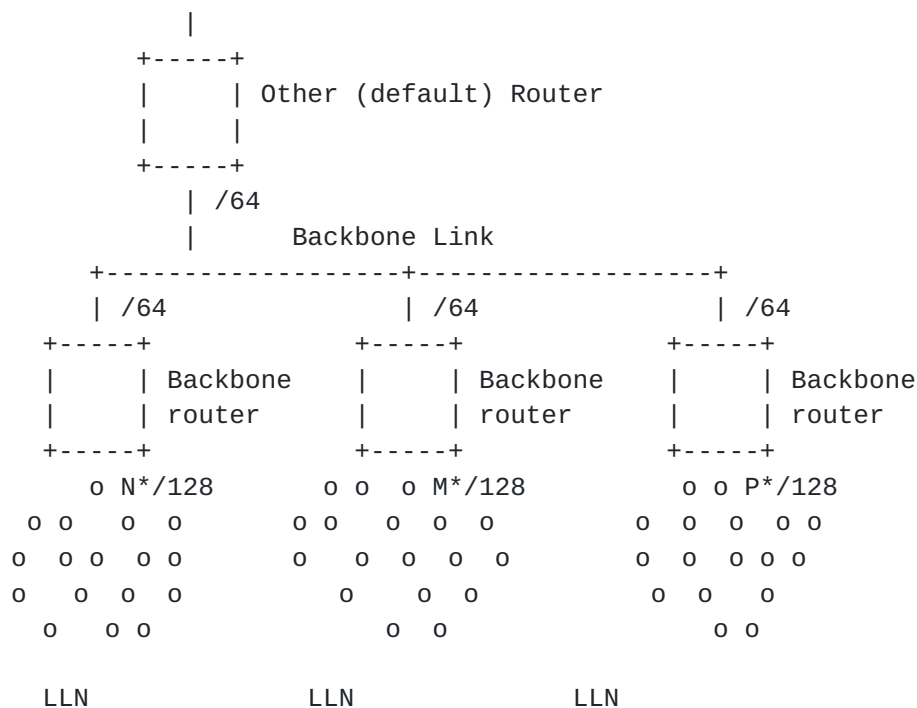 Other (default) Router
/64
Backbone Link
/64 /64 /64
Backbone Backbone Backbone
router router router
o N*/128 o o o M*/128 o o P*/128
o o o o o o o o o o o o o o
o o o o o o o o o o o o o o o
o o o o o o o o o o
o o o o o o o
LLN LLN LLN